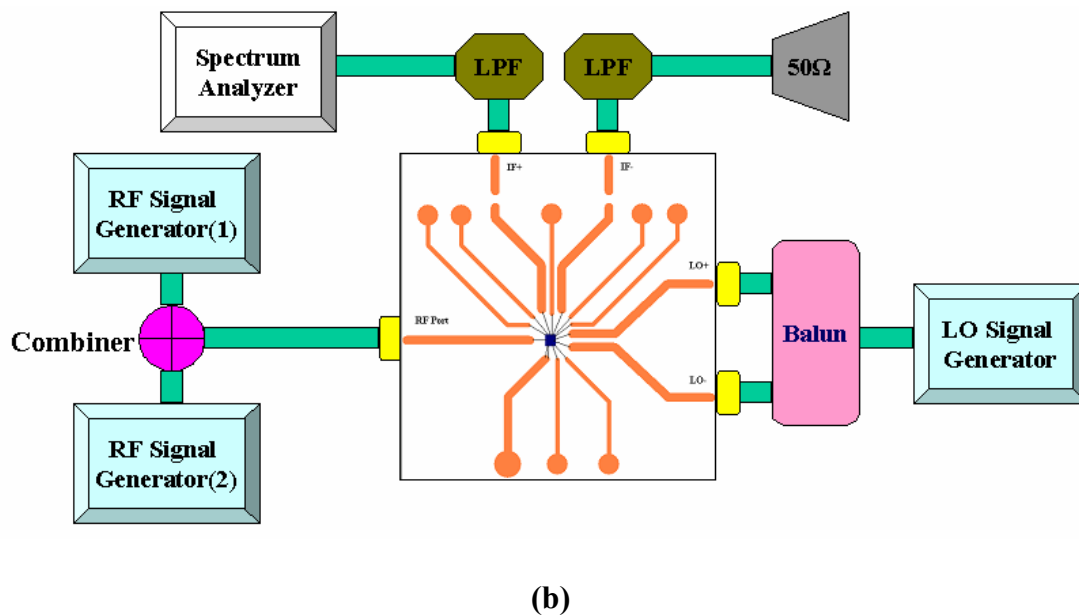 Spectrum
Analyzer
LPF
LPF
50Ω
IF+
IF-
RF Signal
Generator(1)
LO+
Combiner
RF Port
Balun
LO Signal
Generator
LO-
RF Signal
Generator(2)
(b)